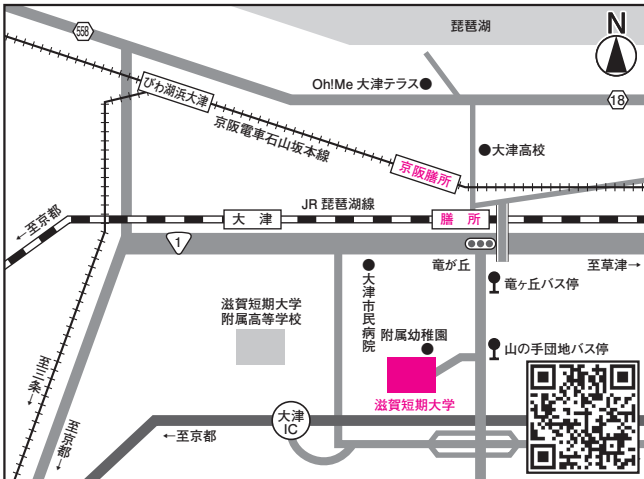 琵琶湖
N
558
Oh!Me 大津テラス
18
びわ湖浜大津
京阪電車石山坂本線
大津高校
京阪膳所
JR 琵琶湖線
←至京都
大 津
膳 所
1
竜が丘
至草津→
大津市民病院
竜ヶ丘バス停
滋賀短期大学
附属高等学校
附属幼稚園
山の手団地バス停
滋賀短期大学
至三条→
至京都→
大津
IC
←至京都